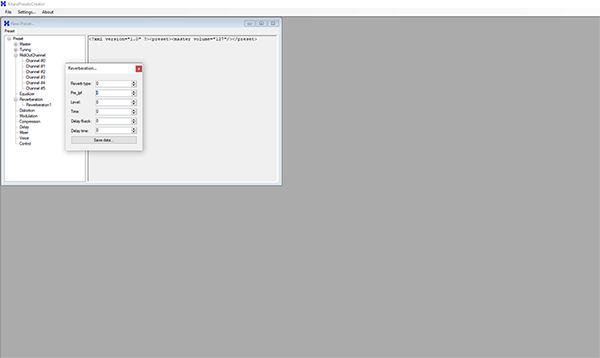 KitaraPresetsCreator
File Settings... About
New Preset...
Preset
Preset
Master
Tuning
MidiOutChannel
Channel #0
Channel #1
Channel #2
Channel #3
Channel #4
Channel #5
Equalizer
Reverberation
Reverberation1
Distortion
Modulation
Compression
Delay
Mixer
Voice
Control
<?xml version="1.0" ?><preset><master volume="127"/></preset>
Reverberation...
Reverb type: 0
Pre_lpf: 0
Level: 0
Time: 0
Delay fback: 0
Delay time: 0
Save data...